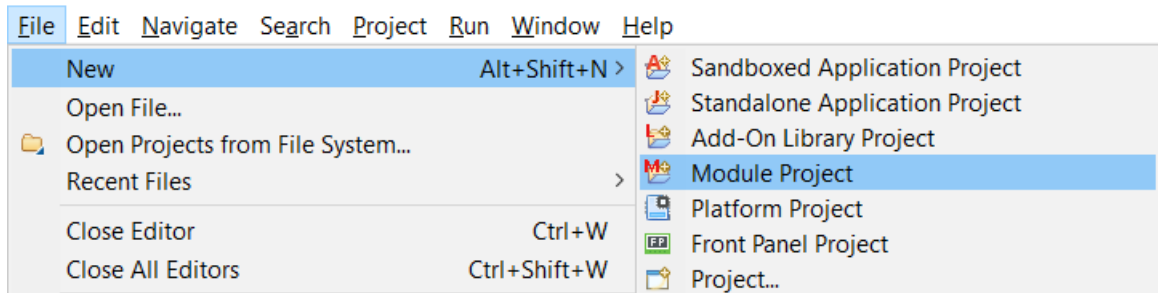 File Edit Navigate Search Project Run Window Help
New Alt+Shift+N >
Open File...
Open Projects from File System...
Recent Files >
Close Editor Ctrl+W
Close All Editors Ctrl+Shift+W
Sandboxed Application Project
Standalone Application Project
Add-On Library Project
Module Project
Platform Project
Front Panel Project
Project...